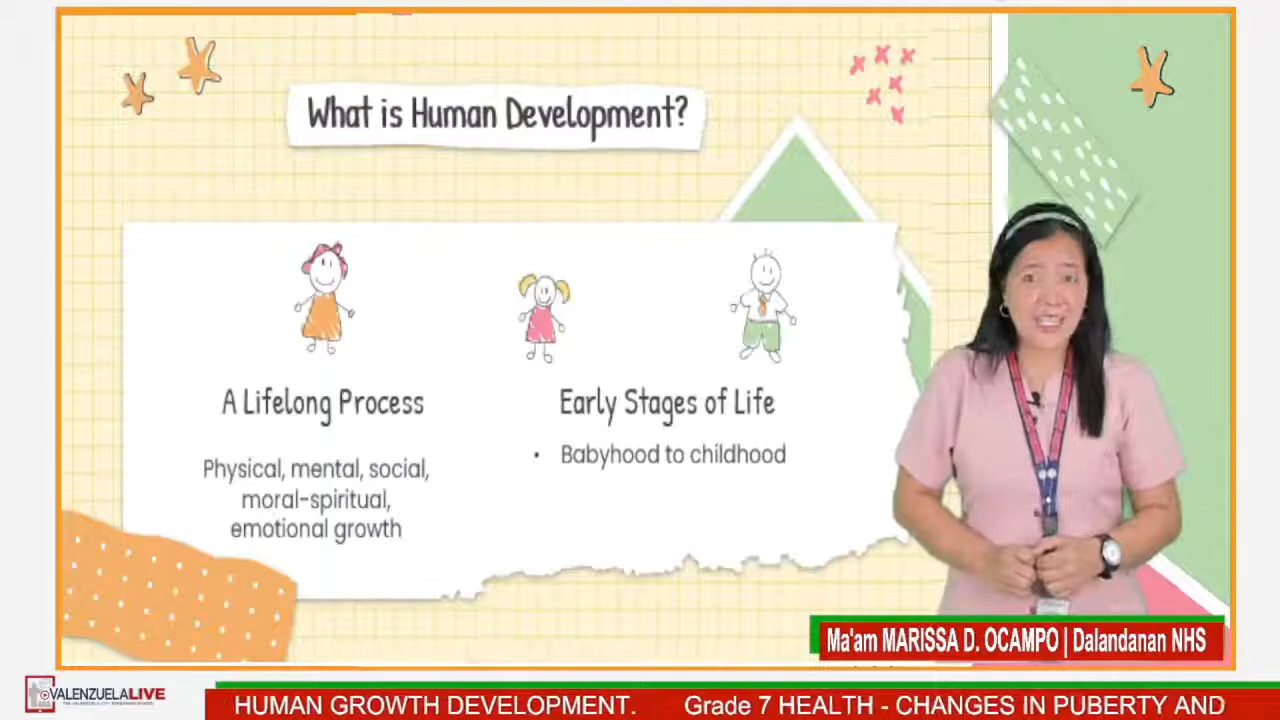 What is Human Development?
A Lifelong Process
Physical, mental, social,
moral-spiritual,
emotional growth
Early Stages of Life
• Babyhood to childhood
Ma'am MARISSA D. OCAMPO | Dalandanan NHS
VALENZUELALIVE
HUMAN GROWTH DEVELOPMENT. Grade 7 HEALTH - CHANGES IN PUBERTY AND